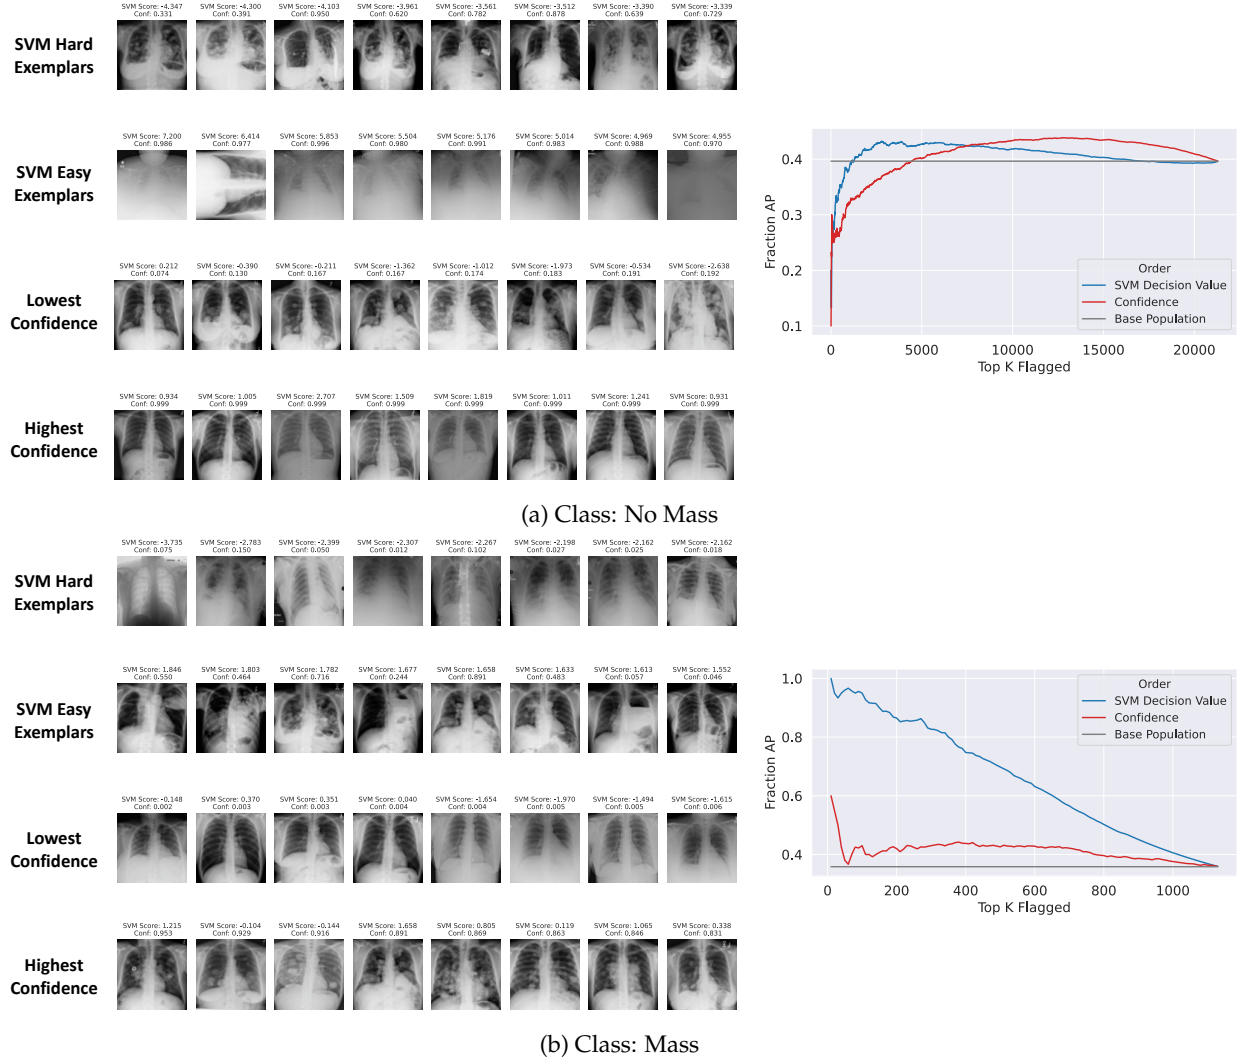 SVM Hard
Exemplars
SVM Score: -4.347 SVM Score: -4.300 SVM Score: -4.103 SVM Score: -3.961 SVM Score: -3.561 SVM Score: -3.512 SVM Score: -3.390 SVM Score: -3.339
Conf: 0.331 Conf: 0.391 Conf: 0.950 Conf: 0.620 Conf: 0.782 Conf: 0.878 Conf: 0.639 Conf: 0.729
SVM Easy
Exemplars
SVM Score: 7.200 SVM Score: 6.414 SVM Score: 5.853 SVM Score: 5.504 SVM Score: 5.176 SVM Score: 5.014 SVM Score: 4.969 SVM Score: 4.955
Conf: 0.986 Conf: 0.977 Conf: 0.996 Conf: 0.980 Conf: 0.991 Conf: 0.983 Conf: 0.988 Conf: 0.970
Lowest
Confidence
SVM Score: 0.212 SVM Score: -0.390 SVM Score: -0.211 SVM Score: -1.362 SVM Score: -1.012 SVM Score: -1.973 SVM Score: -0.534 SVM Score: -2.638
Conf: 0.074 Conf: 0.130 Conf: 0.167 Conf: 0.167 Conf: 0.174 Conf: 0.183 Conf: 0.191 Conf: 0.192
Highest
Confidence
SVM Score: 0.934 SVM Score: 1.005 SVM Score: 2.707 SVM Score: 1.509 SVM Score: 1.819 SVM Score: 1.011 SVM Score: 1.241 SVM Score: 0.931
Conf: 0.999 Conf: 0.999 Conf: 0.999 Conf: 0.999 Conf: 0.999 Conf: 0.999 Conf: 0.999 Conf: 0.999
Fraction AP
0.4
0.3
0.2
0.1
Order
SVM Decision Value
Confidence
Base Population
0 5000 10000 15000 20000
Top K Flagged
(a) Class: No Mass
SVM Hard
Exemplars
SVM Score: -3.735 SVM Score: -2.783 SVM Score: -2.399 SVM Score: -2.307 SVM Score: -2.267 SVM Score: -2.198 SVM Score: -2.162 SVM Score: -2.162
Conf: 0.075 Conf: 0.150 Conf: 0.050 Conf: 0.012 Conf: 0.102 Conf: 0.027 Conf: 0.025 Conf: 0.018
SVM Easy
Exemplars
SVM Score: 1.846 SVM Score: 1.803 SVM Score: 1.782 SVM Score: 1.677 SVM Score: 1.658 SVM Score: 1.633 SVM Score: 1.613 SVM Score: 1.552
Conf: 0.550 Conf: 0.464 Conf: 0.716 Conf: 0.244 Conf: 0.891 Conf: 0.483 Conf: 0.057 Conf: 0.046
Lowest
Confidence
SVM Score: -0.148 SVM Score: 0.370 SVM Score: 0.351 SVM Score: 0.040 SVM Score: -1.654 SVM Score: -1.970 SVM Score: -1.494 SVM Score: -1.615
Conf: 0.002 Conf: 0.003 Conf: 0.003 Conf: 0.004 Conf: 0.004 Conf: 0.005 Conf: 0.005 Conf: 0.006
Highest
Confidence
SVM Score: 1.215 SVM Score: -0.104 SVM Score: -0.144 SVM Score: 1.658 SVM Score: 0.805 SVM Score: 0.119 SVM Score: 1.065 SVM Score: 0.338
Conf: 0.953 Conf: 0.929 Conf: 0.916 Conf: 0.891 Conf: 0.869 Conf: 0.863 Conf: 0.846 Conf: 0.831
Fraction AP
1.0
0.8
0.6
0.4
Order
SVM Decision Value
Confidence
Base Population
0 200 400 600 800 1000
Top K Flagged
(b) Class: Mass